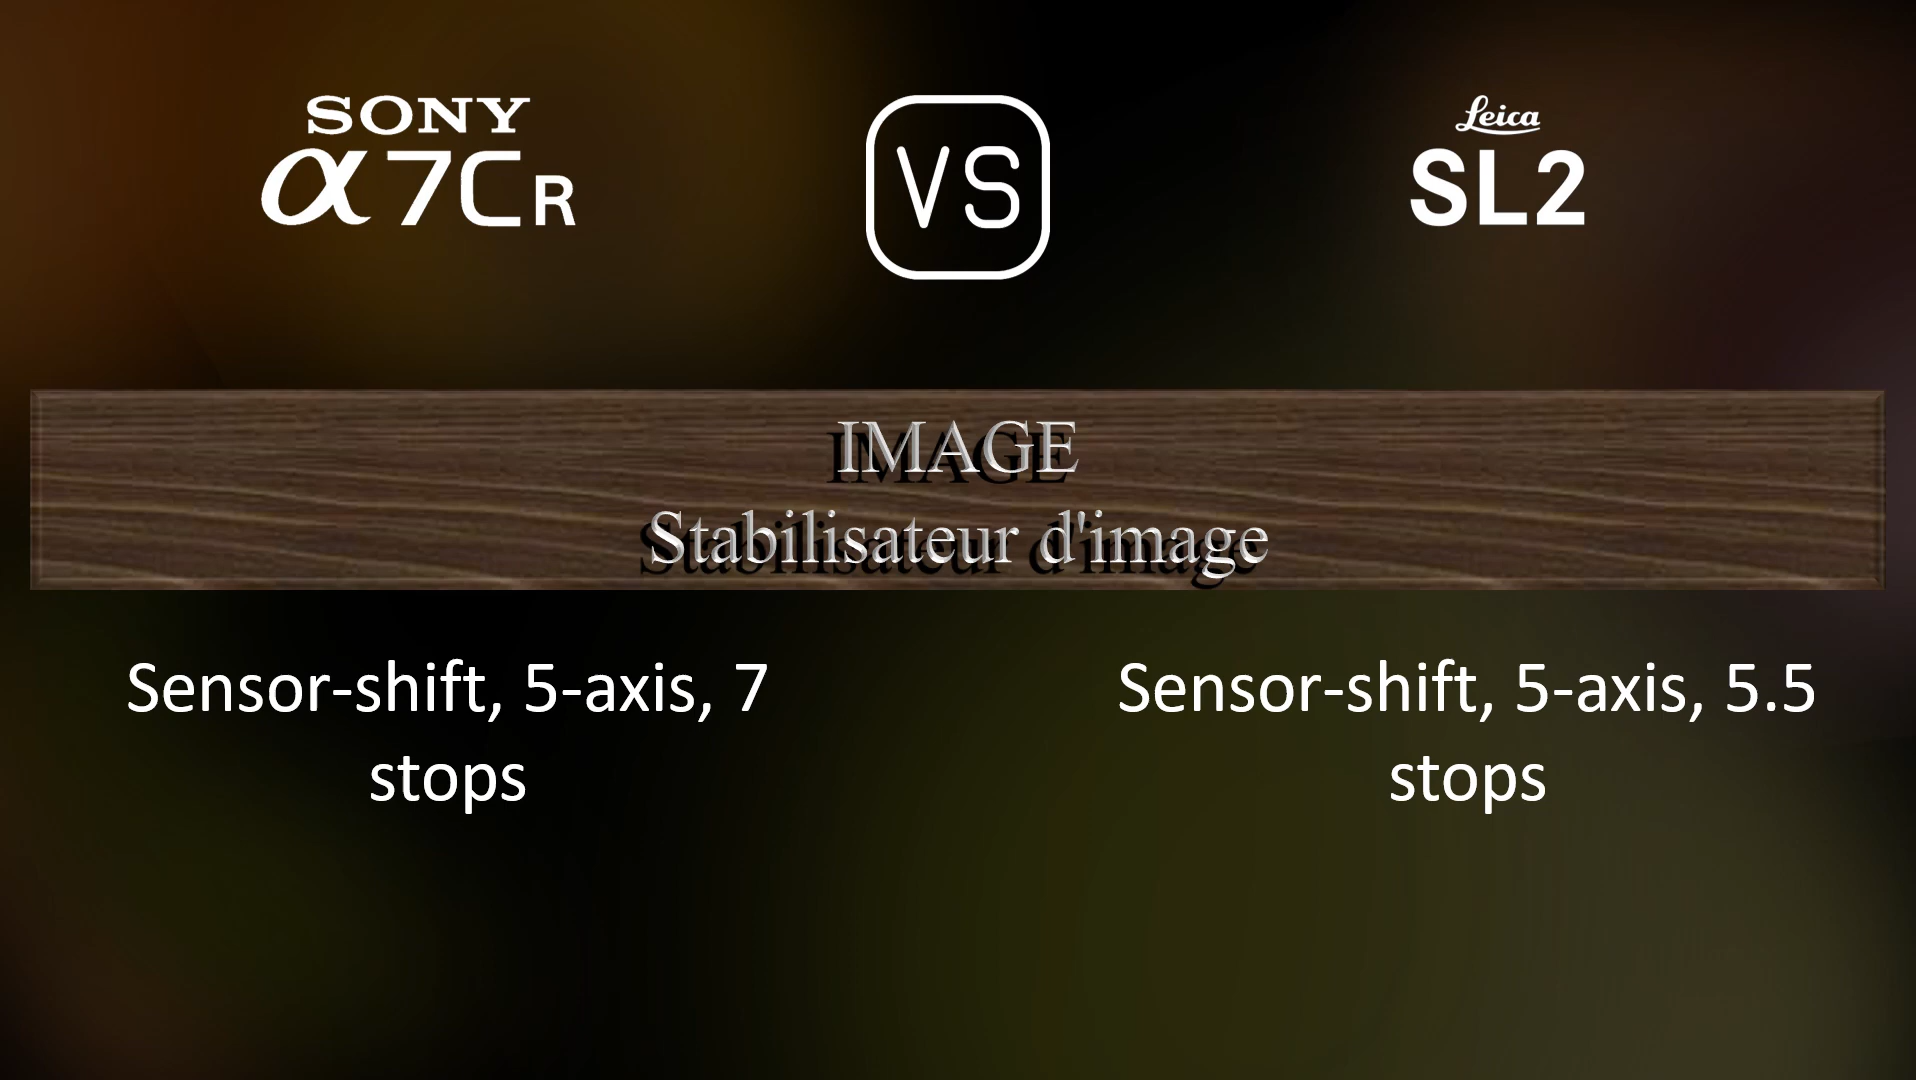 SONY
α7CR
VS
Leica
SL2
IMAGE
Stabilisateur d'image
Sensor-shift, 5-axis, 7
stops
Sensor-shift, 5-axis, 5.5
stops